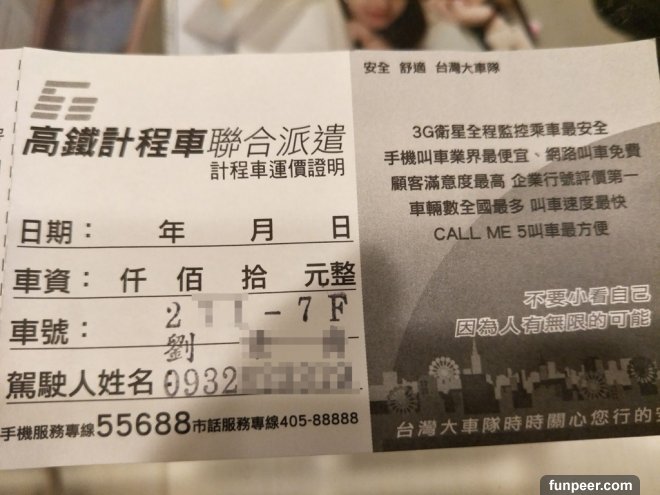 高鐵計程車聯合派遣
計程車運價證明
日期： 年 月 日
車資： 仟 佰 拾 元整
車號： 2 - 7F
劉
駕駛人姓名：0932
手機服務專線55688市話服務專線405-88888
安全 舒適 台灣大車隊
3G衛星全程監控乘車最安全
手機叫車業界最便宜、網路叫車免費
顧客滿意度最高 企業行號評價第一
車輛數全國最多 叫車速度最快
CALL ME 5叫車最方便
不要小看自己
因為人有無限的可能
台灣大車隊時時關心您行的
funpeer.com